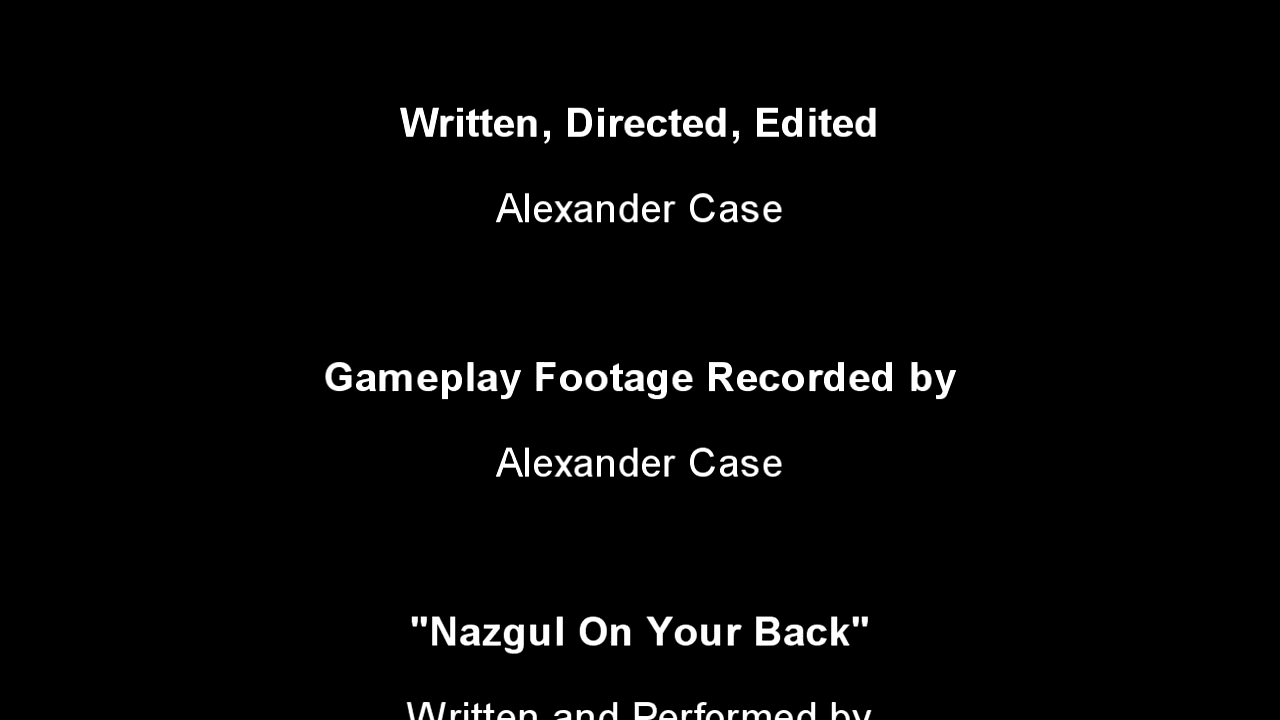 Written, Directed, Edited
Alexander Case
Gameplay Footage Recorded by
Alexander Case
"Nazgul On Your Back"
Written and Performed by